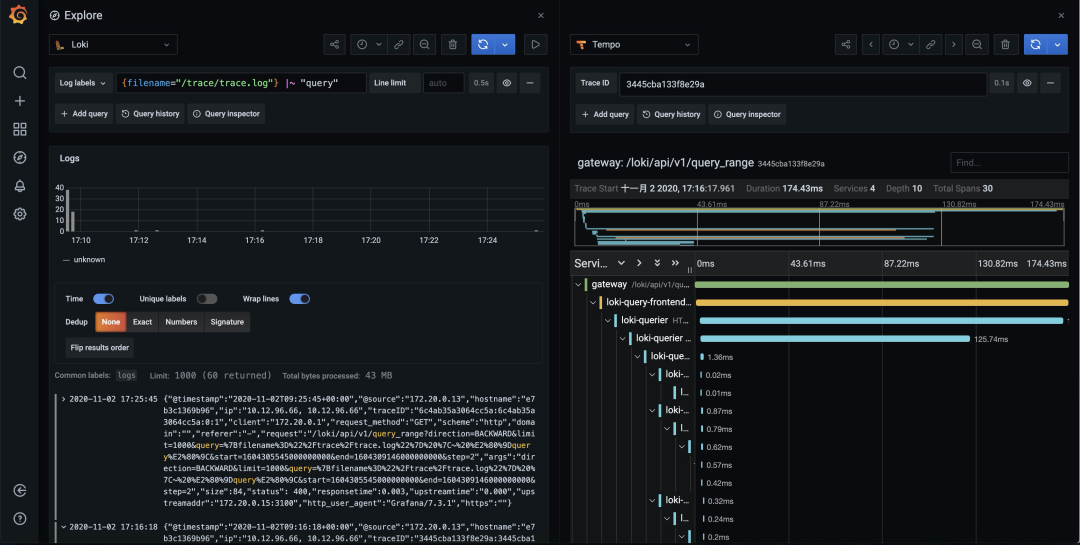 Explore
Loki
Log labels
{filename="/trace/trace.log"} |~ "query"
Line limit
auto
0.5s
Add query
Query history
Query inspector
Logs
40
30
20
10
0
17:10
17:12
17:14
17:16
17:18
17:20
17:22
17:24
unknown
Time
Unique labels
Wrap lines
Dedup
None
Exact
Numbers
Signature
Flip results order
Common labels: logs Limit: 1000 (60 returned) Total bytes processed: 43 MB
2020-11-02 17:25:45 {"@timestamp":"2020-11-02T09:25:45+00:00","@source":"172.20.0.13","hostname":"e7
b3c1369b96","ip":"10.12.96.66, 10.12.96.66","traceID":"6c4ab35a3064cc5a:6c4ab35a
3064cc5a:0:1","client":"172.20.0.1","request_method":"GET","scheme":"http","doma
in":"","referer":"-","request":"/loki/api/v1/query_range?direction=BACKWARD&limi
t=1000&query=%7Bfilename%3D%22%2Ftrace%2Ftrace.log%22%7D%20%7C~%20%E2%80%9Dquer
y%E2%80%9C&start=1604305545000000000&end=1604309146000000000&step=2","args":"di
rection=BACKWARD&limit=1000&query=%7Bfilename%3D%22%2Ftrace%2Ftrace.log%22%7D%20%
7C~%20%E2%80%9Dquery%E2%80%9C&start=1604305545000000000&end=1604309146000000000&
step=2","size":84,"status": 400,"responsetime":0.003,"upstreamtime":"0.000","ups
treamaddr":"172.20.0.15:3100","http_user_agent":"Grafana/7.3.1","https":""}
2020-11-02 17:16:18 {"@timestamp":"2020-11-02T09:16:18+00:00","@source":"172.20.0.13","hostname":"e7
b3c1369b96","ip":"10.12.96.66, 10.12.96.66","traceID":"3445cba133f8e29a:3445cba1
Tempo
Trace ID
3445cba133f8e29a
0.1s
Add query
Query history
Query inspector
gateway: /loki/api/v1/query_range 3445cba133f8e29a
Find...
Trace Start 十一月 2 2020, 17:16:17.961 Duration 174.43ms Services 4 Depth 10 Total Spans 30
0ms
43.61ms
87.22ms
130.82ms
174.43ms
Servi...
0ms
43.61ms
87.22ms
130.82ms
174.43ms
gateway /loki/api/v1/qu...
loki-query-frontend...
loki-querier HT...
loki-querier ...
125.74ms
loki-que...
1.36ms
loki-...
0.02ms
l...
0.01ms
loki-...
0.87ms
l...
0.79ms
0.62ms
0.57ms
0.42ms
loki-...
0.32ms
l...
0.24ms
0.2ms